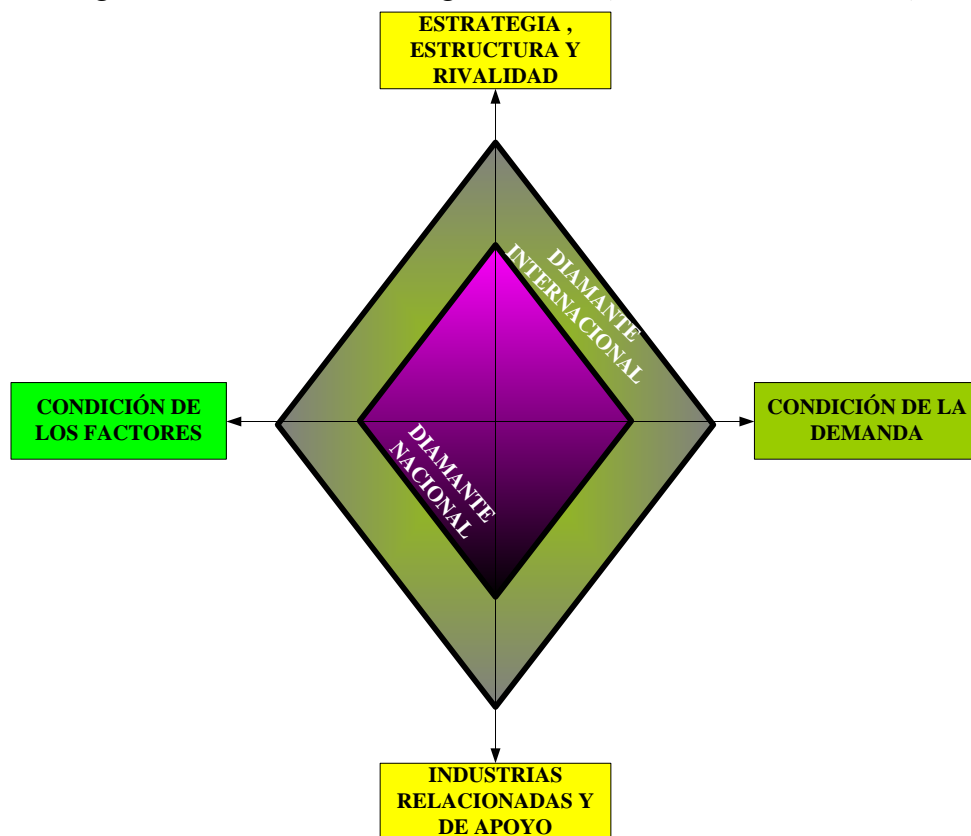 ESTRATEGIA ,
ESTRUCTURA Y
RIVALIDAD
DIAMANTE
INTERNACIONAL
CONDICIÓN DE
LOS FACTORES
CONDICIÓN DE LA
DEMANDA
DIAMANTE
NACIONAL
INDUSTRIAS
RELACIONADAS Y
DE APOYO